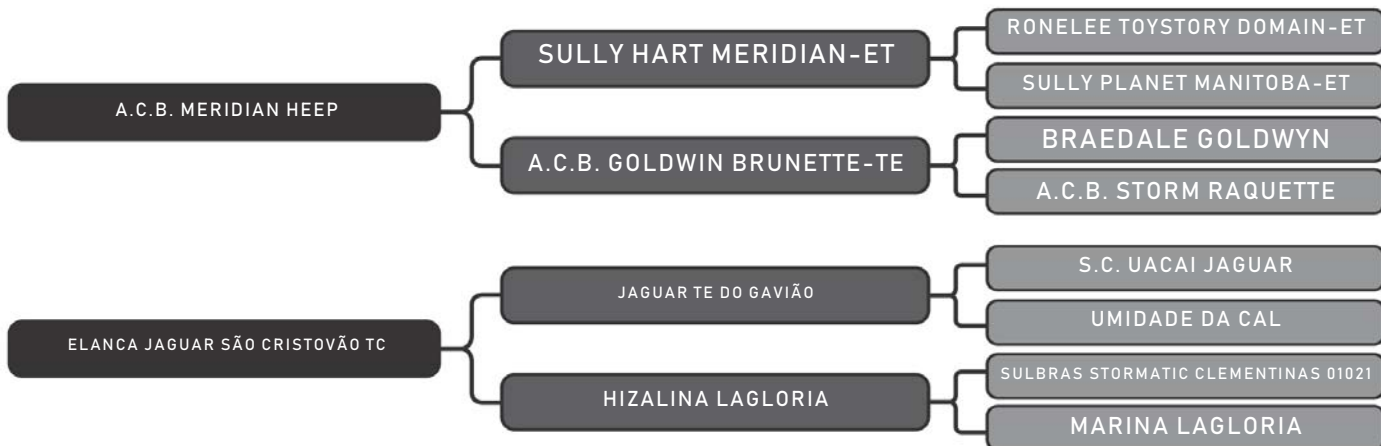 A.C.B. MERIDIAN HEEP
SULLY HART MERIDIAN-ET
RONELEE TOYSTORY DOMAIN-ET
SULLY PLANET MANITOBA-ET
A.C.B. GOLDWIN BRUNETTE-TE
BRAEDALE GOLDWYN
A.C.B. STORM RAQUETTE
ELANCA JAGUAR SÃO CRISTOVÃO TC
JAGUAR TE DO GAVIÃO
S.C. UACAI JAGUAR
UMIDADE DA CAL
HIZALINA LAGLORIA
SULBRAS STORMATIC CLEMENTINAS 01021
MARINA LAGLORIA